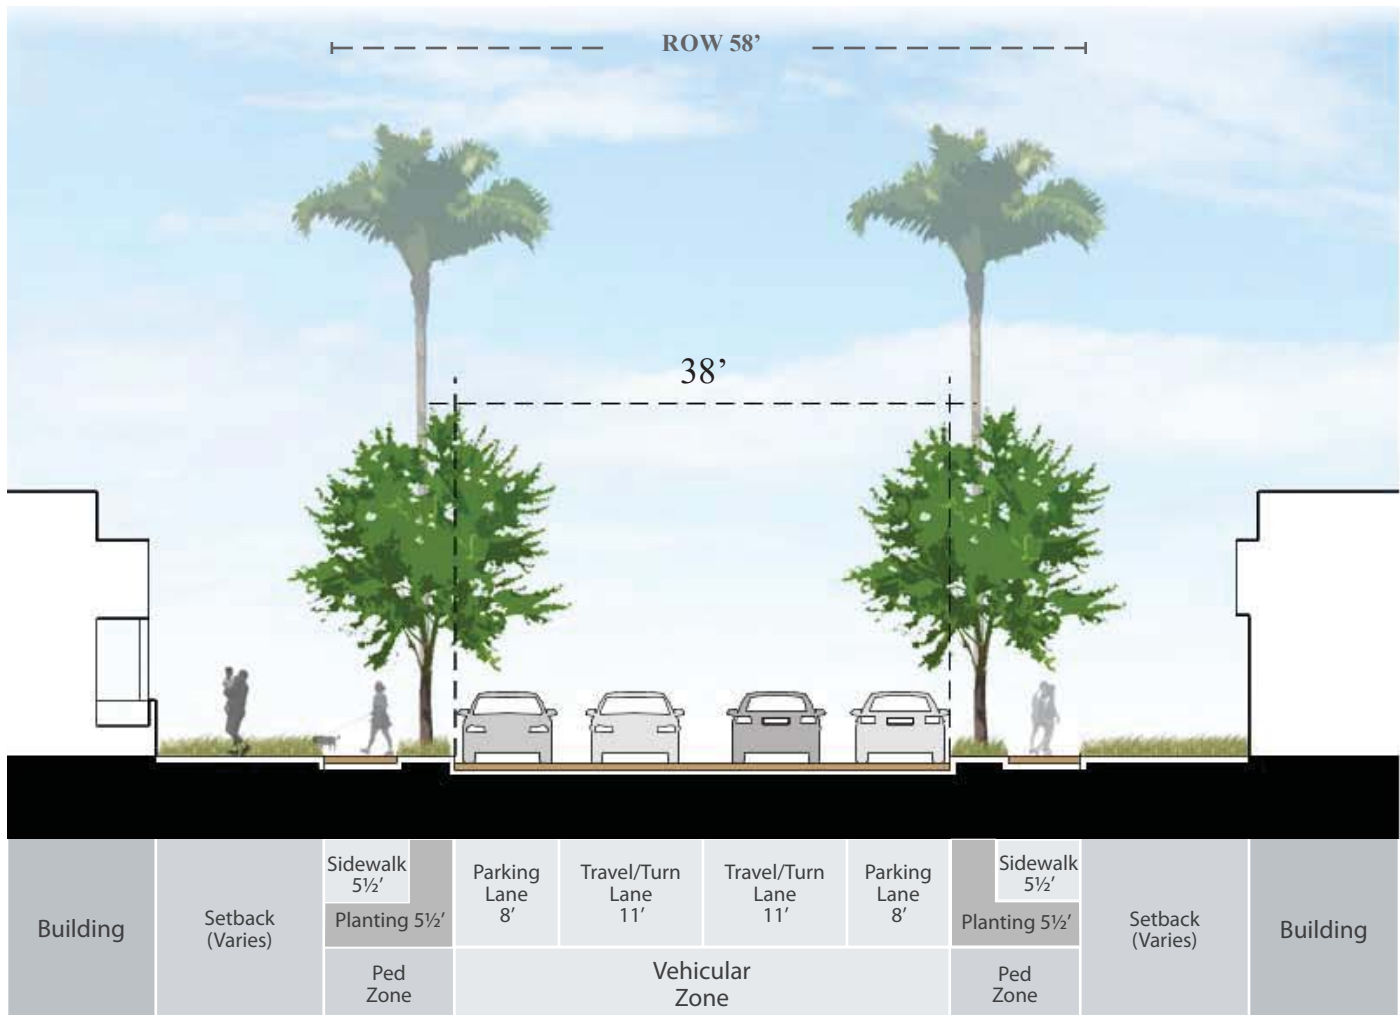 ROW 58’
38’
Building
Setback
(Varies)
Sidewalk
5½’
Planting 5½’
Ped
Zone
Parking
Lane
8’
Travel/Turn
Lane
11’
Travel/Turn
Lane
11’
Parking
Lane
8’
Vehicular
Zone
Sidewalk
5½’
Planting 5½’
Ped
Zone
Setback
(Varies)
Building